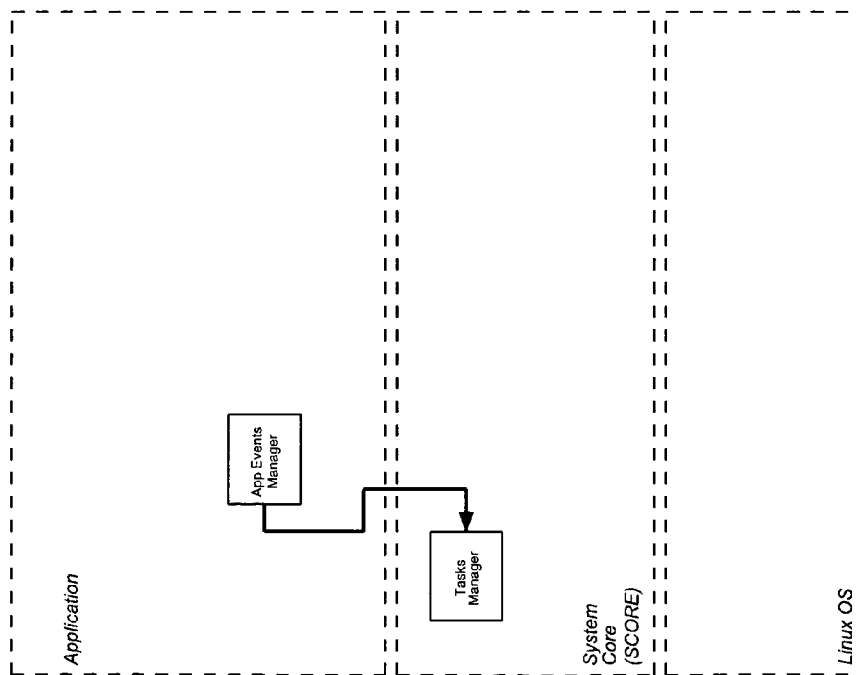 Application
App Events
Manager
Tasks
Manager
System
Core
(SCORE)
Linux OS